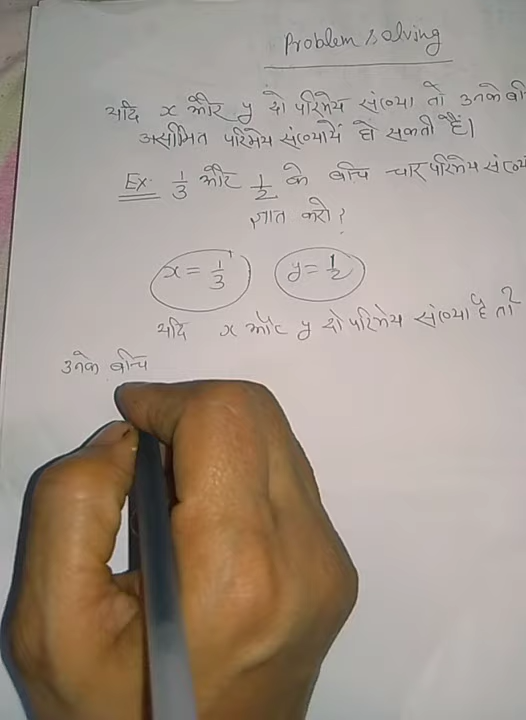 Problem solving
यदि x और y दो परिमेय संख्या तो उनके बी
असीमित परिमेय संख्यायें हो सकती हैं।
Ex: 1/3 और 1/2 के बीच चार परिमेय संख्य
ज्ञात करो?
x = 1/3 y = 1/2
यदि x और y दो परिमेय संख्या है तो
उनके बीच